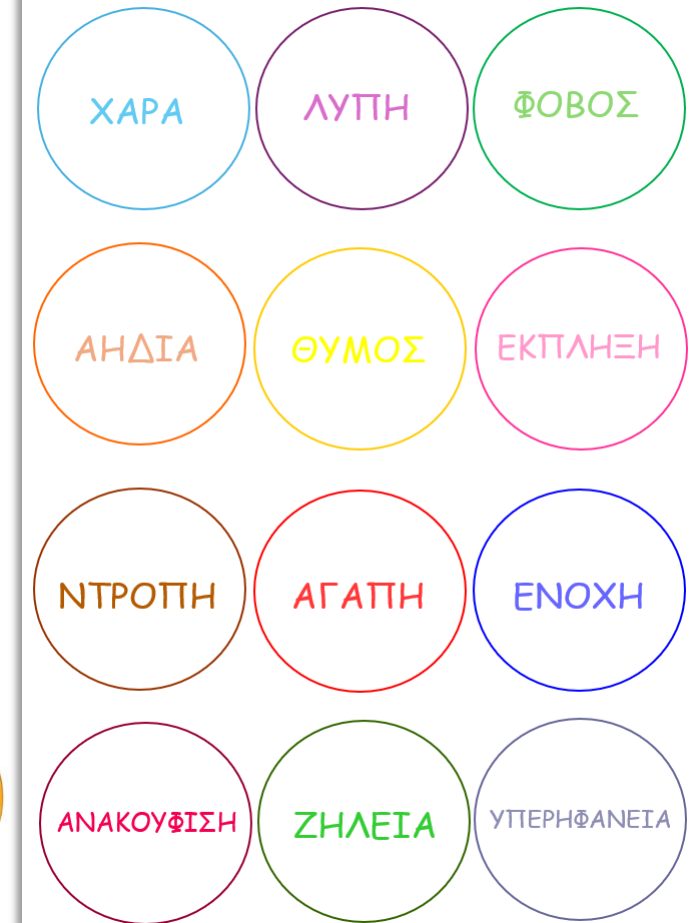 ΧΑΡΑ
ΛΥΠΗ
ΦΟΒΟΣ
ΑΗΔΙΑ
ΘΥΜΟΣ
ΕΚΠΛΗΞΗ
ΝΤΡΟΠΗ
ΑΓΑΠΗ
ΕΝΟΧΗ
ΑΝΑΚΟΥΦΙΣΗ
ΖΗΛΕΙΑ
ΥΠΕΡΗΦΑΝΕΙΑ